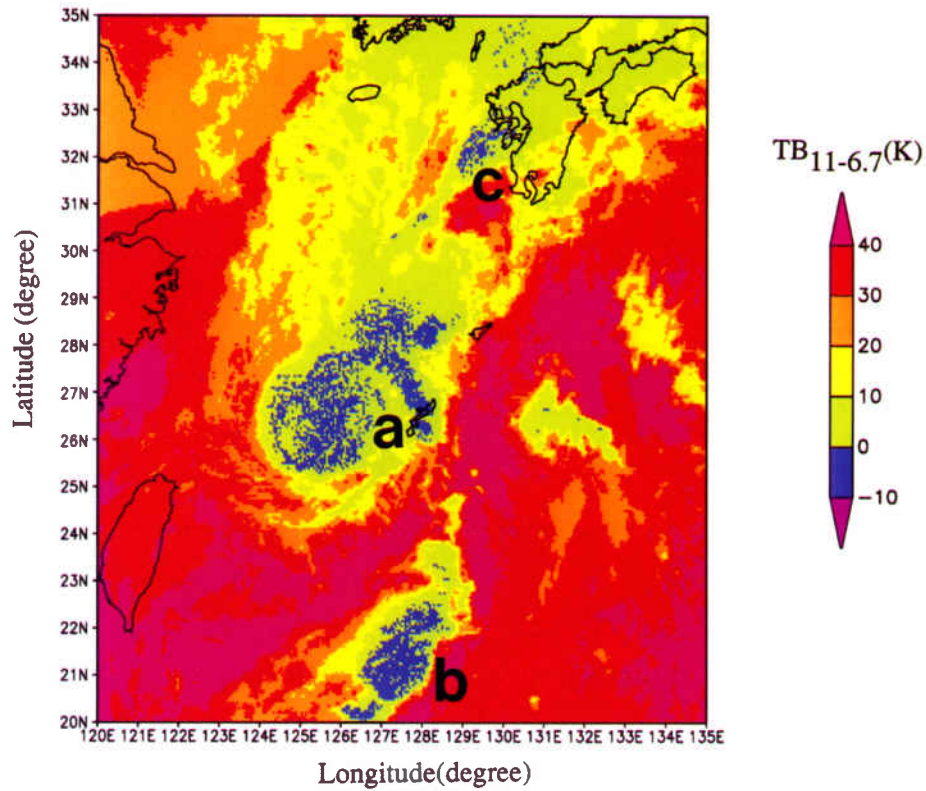 35N
34N
33N
32N
31N
30N
29N
28N
27N
26N
25N
24N
23N
22N
21N
20N
120E 121E 122E 123E 124E 125E 126E 127E 128E 129E 130E 131E 132E 133E 134E 135E
Latitude (degree)
Longitude(degree)
c
a
b
TB11-6.7(K)
40
30
20
10
0
−10